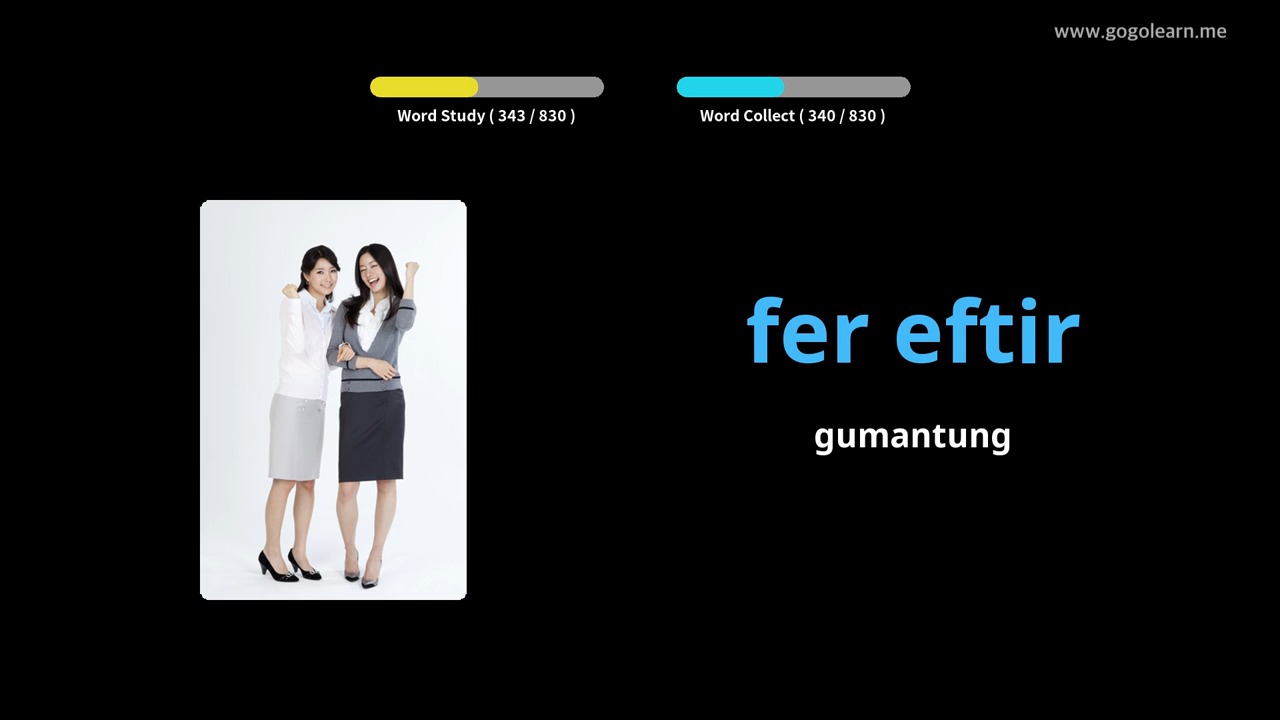 www.gogolearn.me
Word Study ( 343 / 830 )
Word Collect ( 340 / 830 )
fer eftir
gumantung